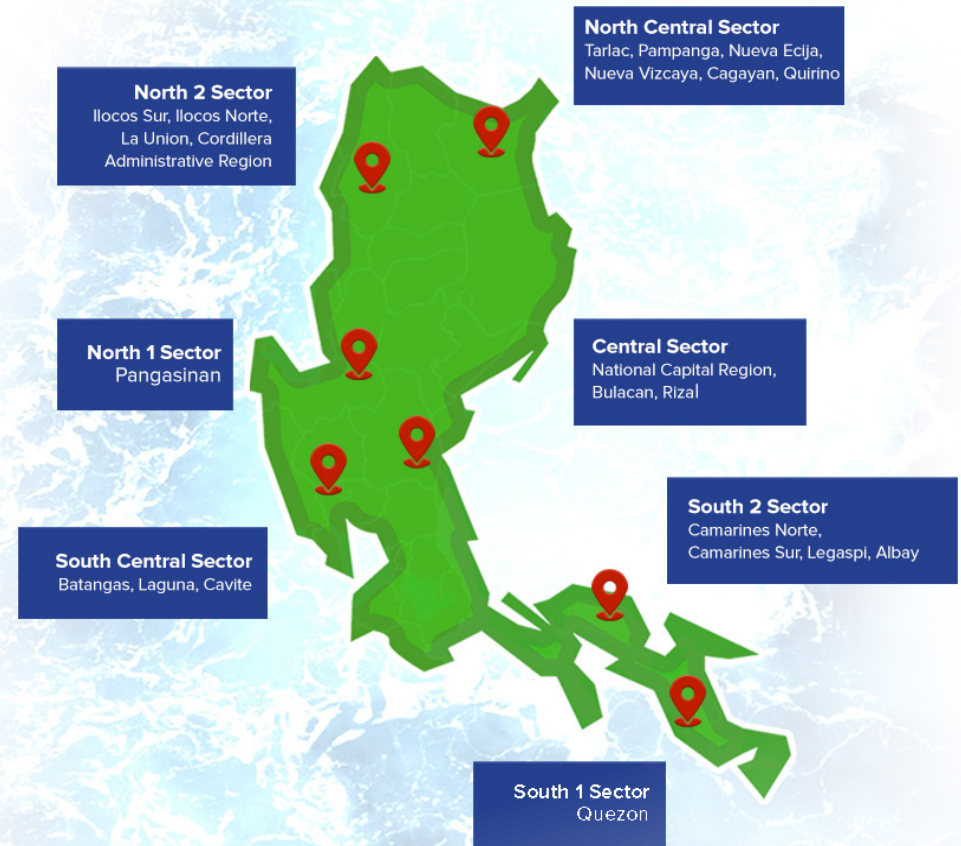 North Central Sector
Tarlac, Pampanga, Nueva Ecija,
Nueva Vizcaya, Cagayan, Quirino
North 2 Sector
Ilocos Sur, Ilocos Norte,
La Union, Cordillera
Administrative Region
North 1 Sector
Pangasinan
Central Sector
National Capital Region,
Bulacan, Rizal
South 2 Sector
Camarines Norte,
Camarines Sur, Legaspi, Albay
South Central Sector
Batangas, Laguna, Cavite
South 1 Sector
Quezon